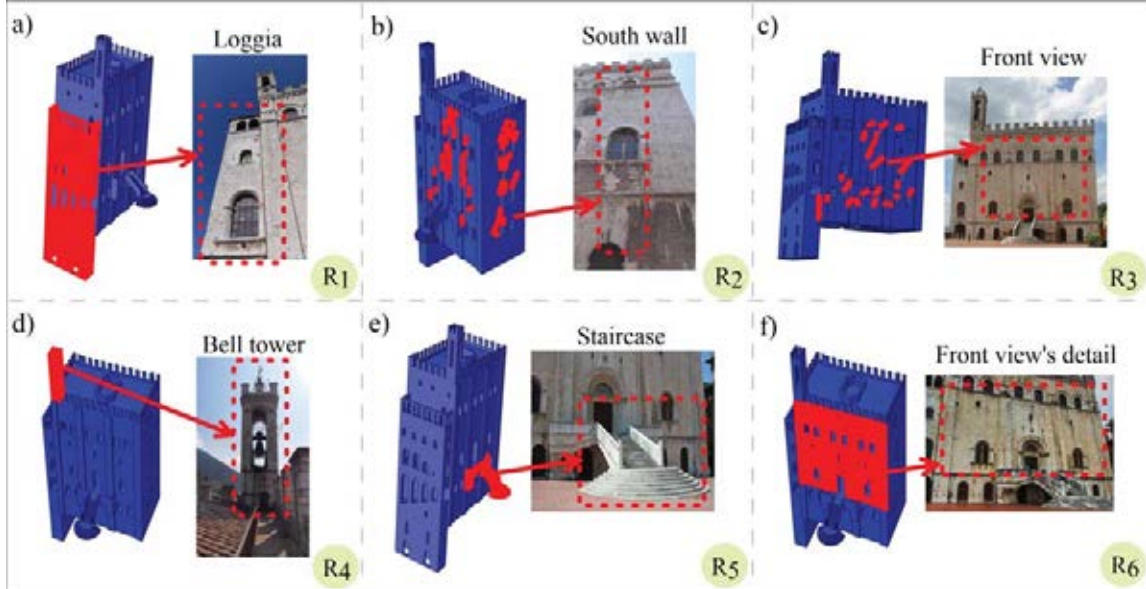 a)
Loggia
R1
b)
South wall
R2
c)
Front view
R3
d)
Bell tower
R4
e)
Staircase
R5
f)
Front view's detail
R6